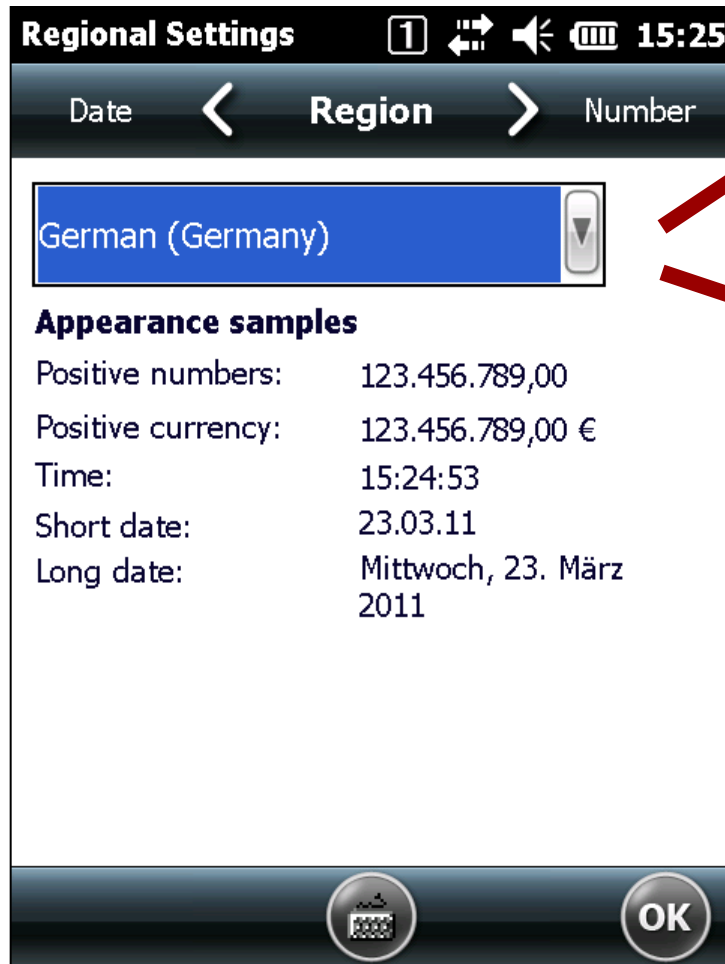 Regional Settings 1 15:25
Date Region Number
German (Germany)
Appearance samples
Positive numbers: 123.456.789,00
Positive currency: 123.456.789,00 €
Time: 15:24:53
Short date: 23.03.11
Long date: Mittwoch, 23. März
2011
OK